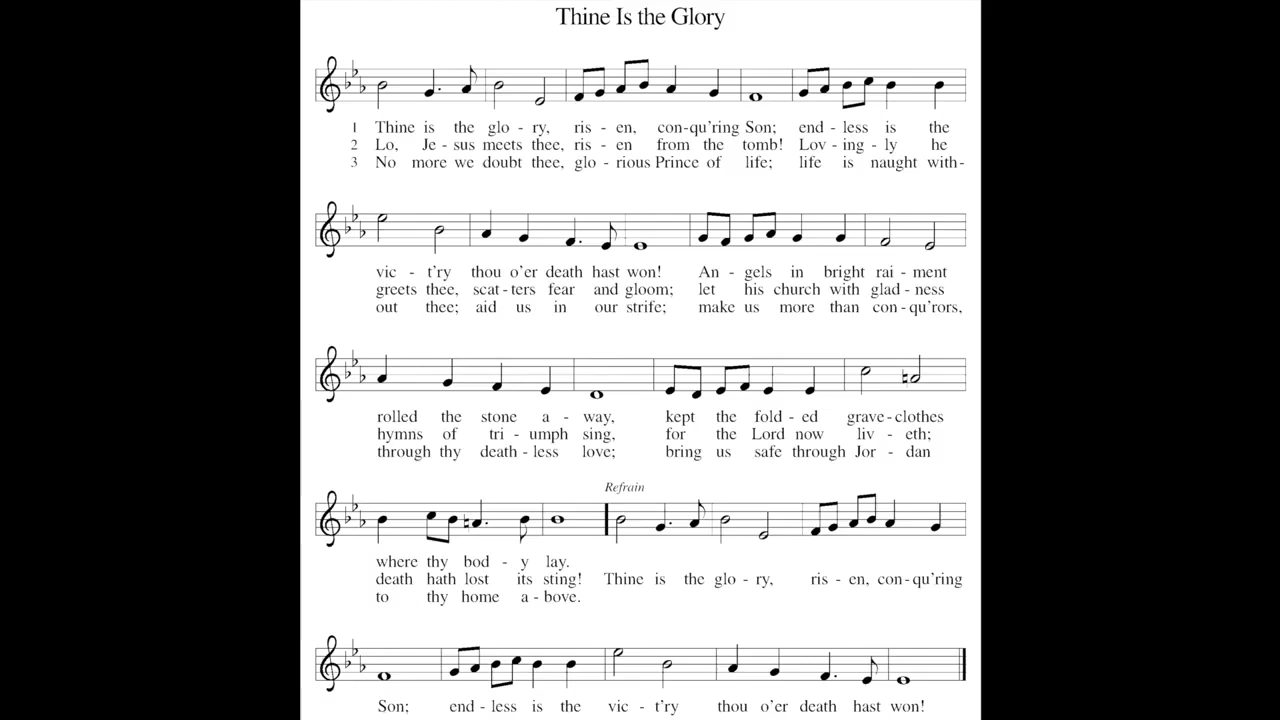 Thine Is the Glory
1 Thine is the glo - ry, ris - en, con-qu'ring Son; end - less is the
2 Lo, Je - sus meets thee, ris - en from the tomb! Lov - ing - ly he
3 No more we doubt thee, glo - rious Prince of life; life is naught with-
vic - t'ry thou o'er death hast won! An - gels in bright rai - ment
greets thee, scat - ters fear and gloom; let his church with glad - ness
out thee; aid us in our strife; make us more than con - qu'rors,
rolled the stone a - way, kept the fold - ed grave - clothes
hymns of tri - umph sing, for the Lord now liv - eth;
through thy death - less love; bring us safe through Jor - dan
Refrain
where thy bod - y lay.
death hath lost its sting! Thine is the glo - ry, ris - en, con-qu'ring
to thy home a - bove.
Son; end - less is the vic - t'ry thou o'er death hast won!